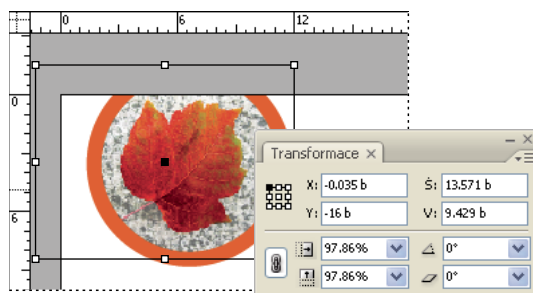 0 6 12
0
6
Transformace
X: -0.035 b Š: 13.571 b
Y: -16 b V: 9.429 b
97.86% 0°
97.86% 0°